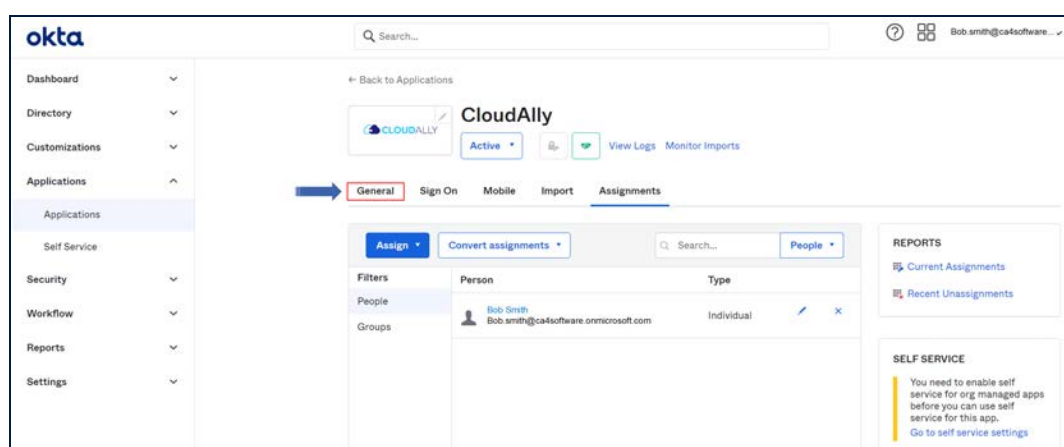 okta
Search...
Bob.smith@ca4software...
Dashboard
Directory
Customizations
Applications
Applications
Self Service
Security
Workflow
Reports
Settings
← Back to Applications
CLOUDALLY
CloudAlly
Active
View Logs Monitor Imports
General Sign On Mobile Import Assignments
Assign Convert assignments Search... People
Filters Person Type
People
Groups
Bob Smith
Bob.smith@ca4software.onmicrosoft.com Individual
REPORTS
Current Assignments
Recent Unassignments
SELF SERVICE
You need to enable self
service for org managed apps
before you can use self
service for this app.
Go to self service settings